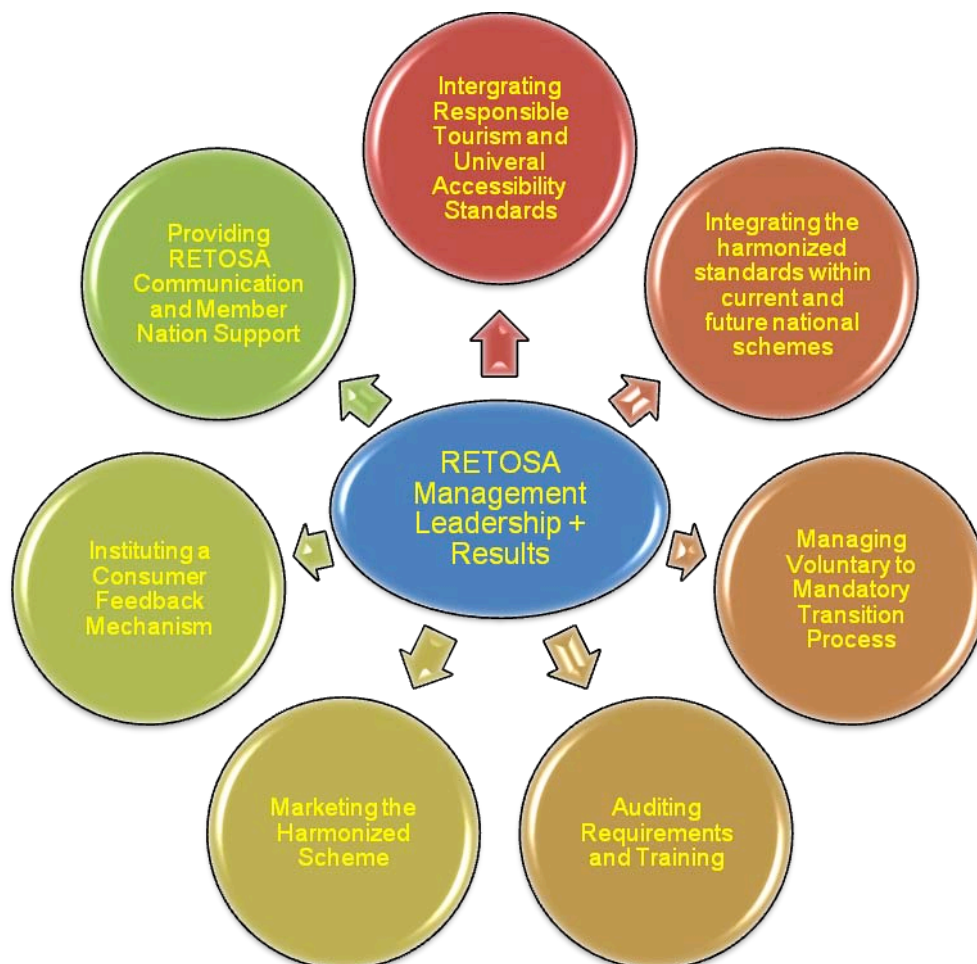 Intergrating
Responsible
Tourism and
Univeral
Accessibility
Standards
Integrating the
harmonized
standards within
current and
future national
schemes
Managing
Voluntary to
Mandatory
Transition
Process
Auditing
Requirements
and Training
Marketing the
Harmonized
Scheme
Instituting a
Consumer
Feedback
Mechanism
Providing
RETOSA
Communication
and Member
Nation Support
RETOSA
Management
Leadership +
Results